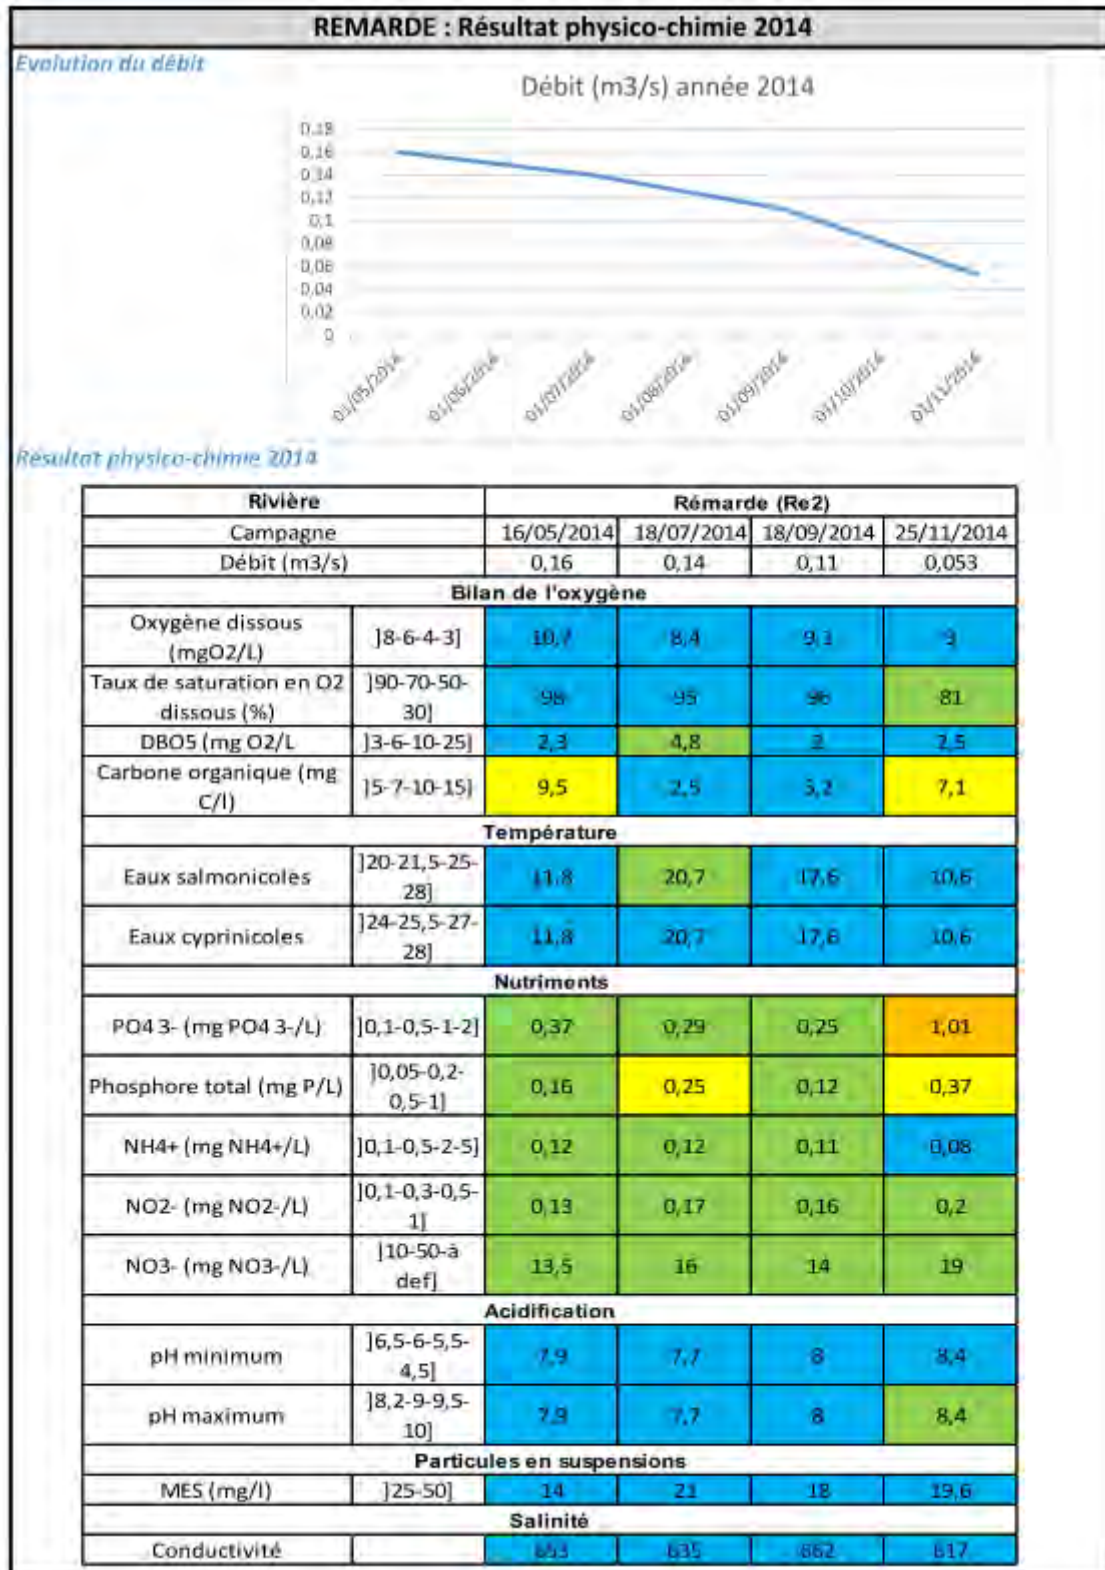 REMARDE : Résultat physico-chimie 2014
Evolution du débit
Débit (m3/s) année 2014
0,18
0,16
0,14
0,12
0,1
0,08
0,06
0,04
0,02
0
01/05/2014 01/06/2014 01/07/2014 01/08/2014 01/09/2014 01/10/2014 01/11/2014
Résultat physico-chimie 2014
Rivière Rémarde (Re2)
Campagne 16/05/2014 18/07/2014 18/09/2014 25/11/2014
Débit (m3/s) 0,16 0,14 0,11 0,053
Bilan de l'oxygène
Oxygène dissous (mgO2/L) ]8-6-4-3] 10,7 8,4 9,3 9
Taux de saturation en O2 dissous (%) ]90-70-50-30] 98 95 96 81
DBO5 (mg O2/L ]3-6-10-25] 2,3 4,8 2 2,5
Carbone organique (mg C/l) ]5-7-10-15] 9,5 2,5 7,1
Température
Eaux salmonicoles ]20-21,5-25-28] 11,8 20,7 17,6 10,6
Eaux cyprinicoles ]24-25,5-27-28] 11,8 20,7 17,6 10,6
Nutriments
PO4 3- (mg PO4 3-/L) ]0,1-0,5-1-2] 0,37 0,29 0,25 1,01
Phosphore total (mg P/L) ]0,05-0,2-0,5-1] 0,16 0,25 0,12 0,37
NH4+ (mg NH4+/L) ]0,1-0,5-2-5] 0,12 0,12 0,11 0,08
NO2- (mg NO2-/L) ]0,1-0,3-0,5-1] 0,13 0,17 0,16 0,2
NO3- (mg NO3-/L) ]10-50-à def] 13,5 16 14 19
Acidification
pH minimum ]6,5-6-5,5-4,5] 7,9 7,7 8 8,4
pH maximum ]8,2-9-9,5-10] 7,9 7,7 8 8,4
Particules en suspensions
MES (mg/l) ]25-50] 14 21 18 19,6
Salinité
Conductivité 635